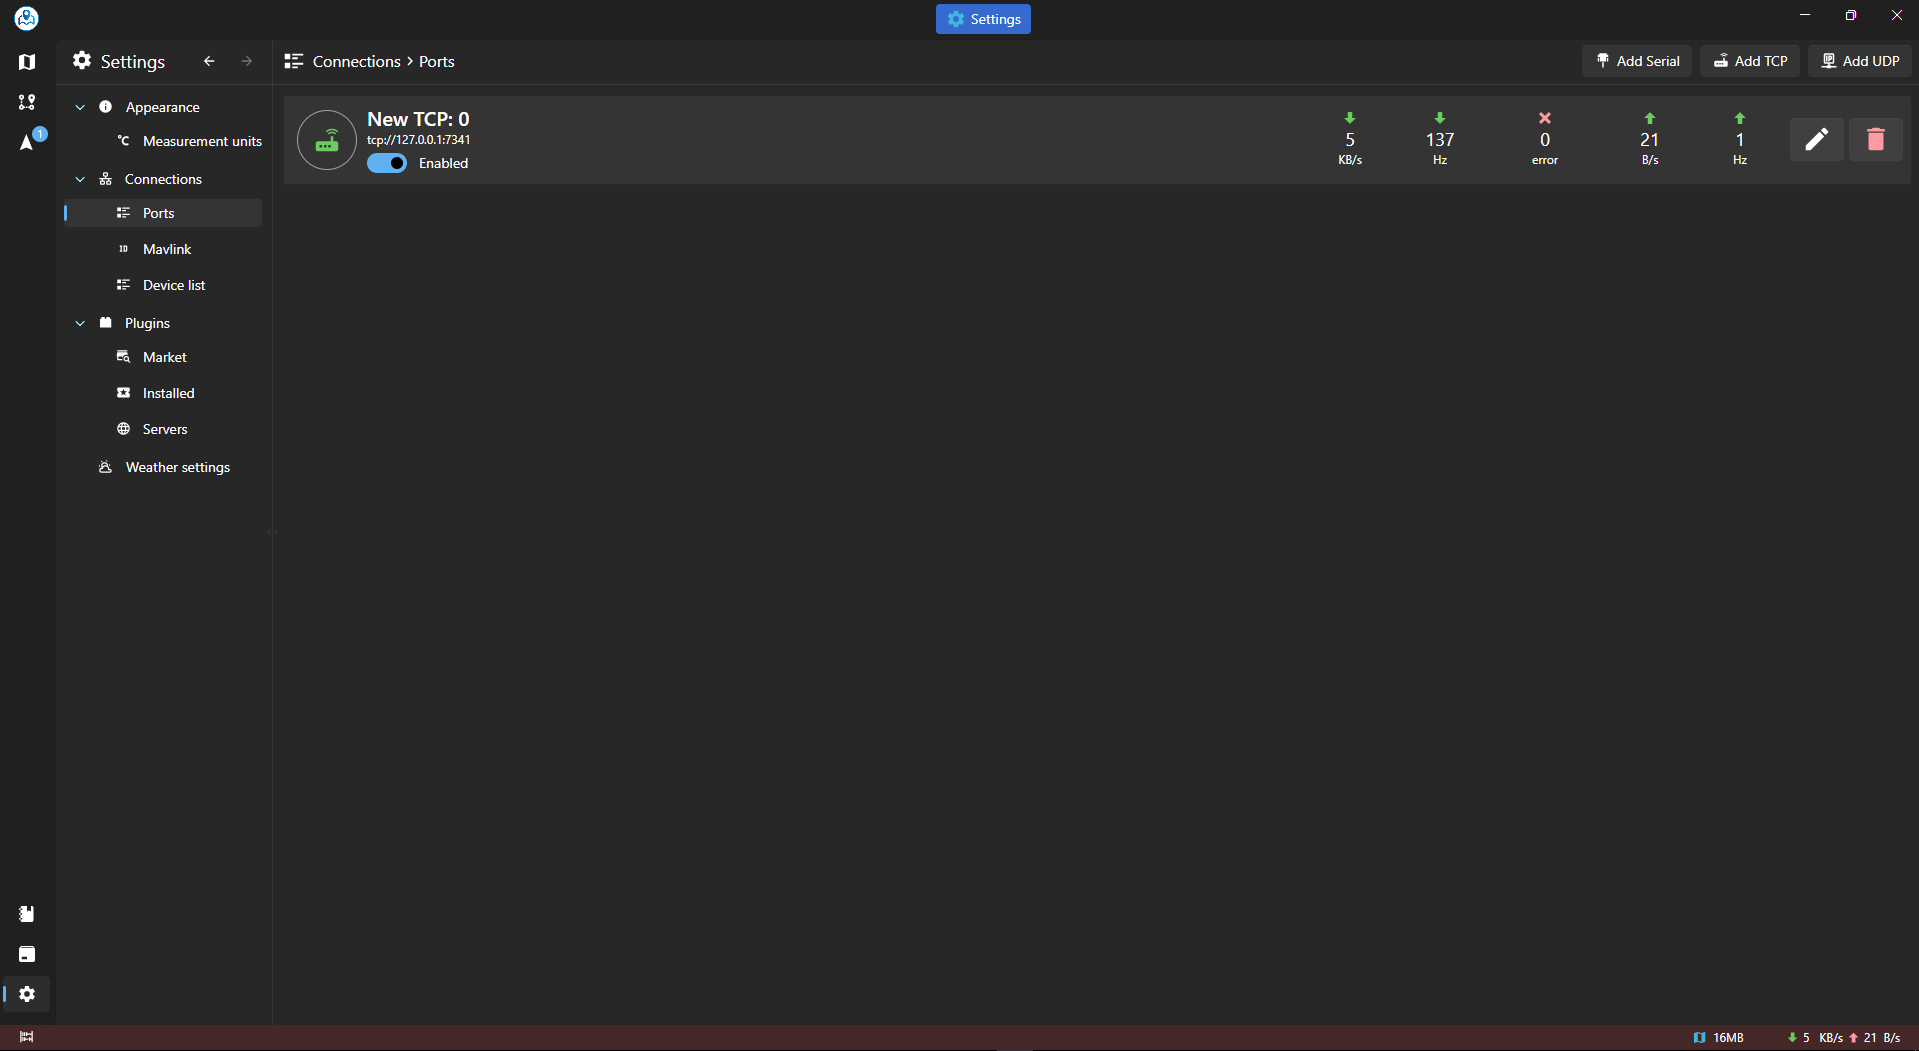 Settings
Settings
Connections > Ports
Add Serial
Add TCP
Add UDP
1
Appearance
°C Measurement units
Connections
Ports
ID Mavlink
Device list
Plugins
Market
Installed
Servers
Weather settings
New TCP: 0
tcp://127.0.0.1:7341
Enabled
5
KB/s
137
Hz
0
error
21
B/s
1
Hz
16MB
5 KB/s 21 B/s